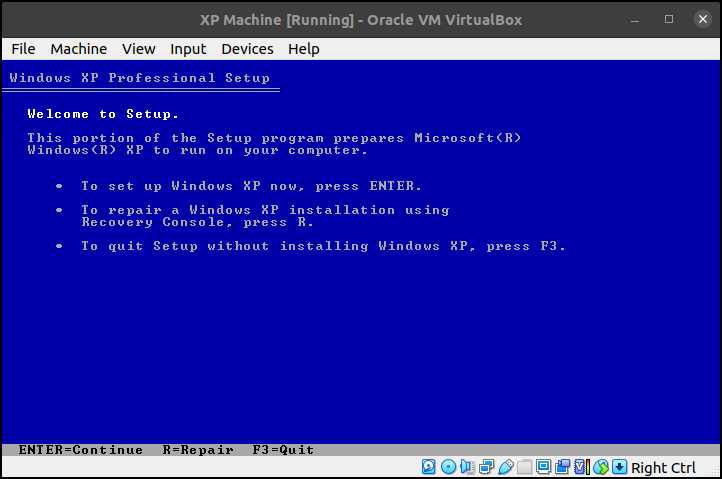 XP Machine [Running] - Oracle VM VirtualBox
File Machine View Input Devices Help
Windows XP Professional Setup
Welcome to Setup.
This portion of the Setup program prepares Microsoft(R)
Windows(R) XP to run on your computer.
• To set up Windows XP now, press ENTER.
• To repair a Windows XP installation using
Recovery Console, press R.
• To quit Setup without installing Windows XP, press F3.
ENTER=Continue R=Repair F3=Quit
Right Ctrl